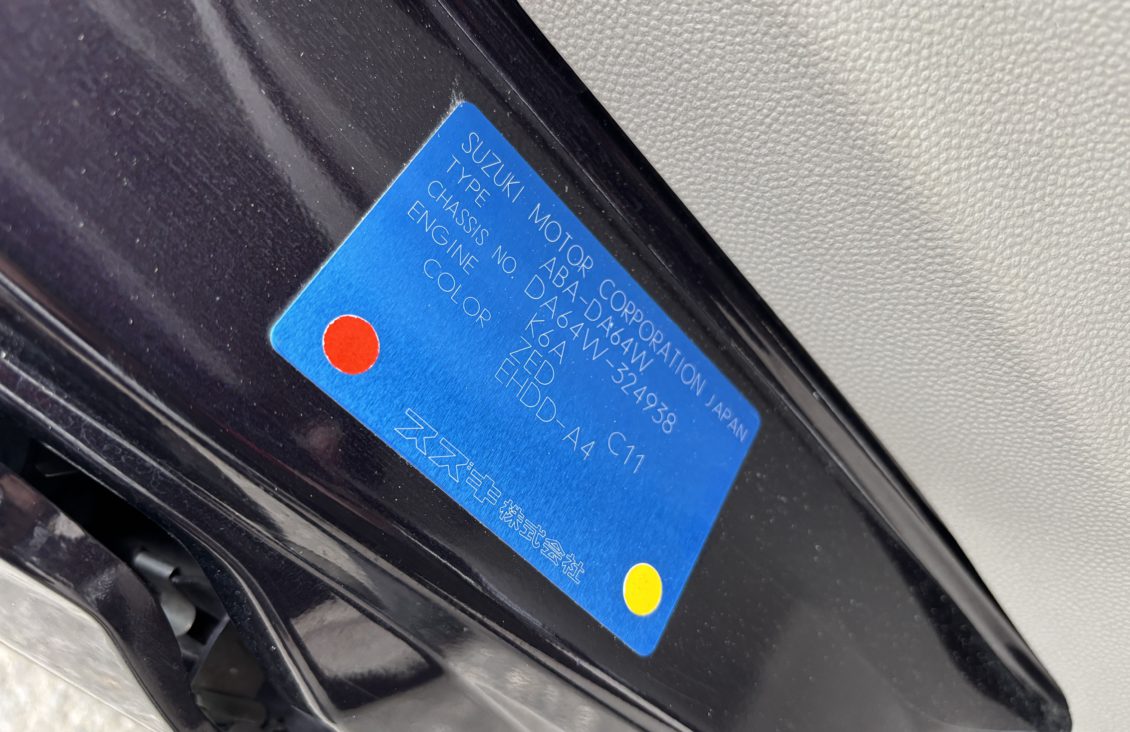 SUZUKI MOTOR CORPORATION JAPAN
TYPE ABA-DA64W
CHASSIS NO. DA64W-324938
ENGINE K6A
COLOR ZED C11
EHDD-A4
スズキ株式会社